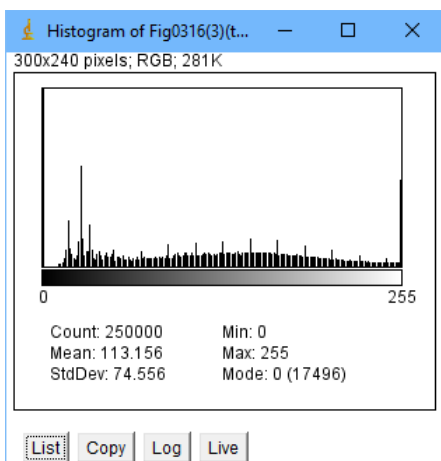 Histogram of Fig0316(3)(t...
300x240 pixels; RGB; 281K
0 255
Count: 250000 Min: 0
Mean: 113.156 Max: 255
StdDev: 74.556 Mode: 0 (17496)
List Copy Log Live